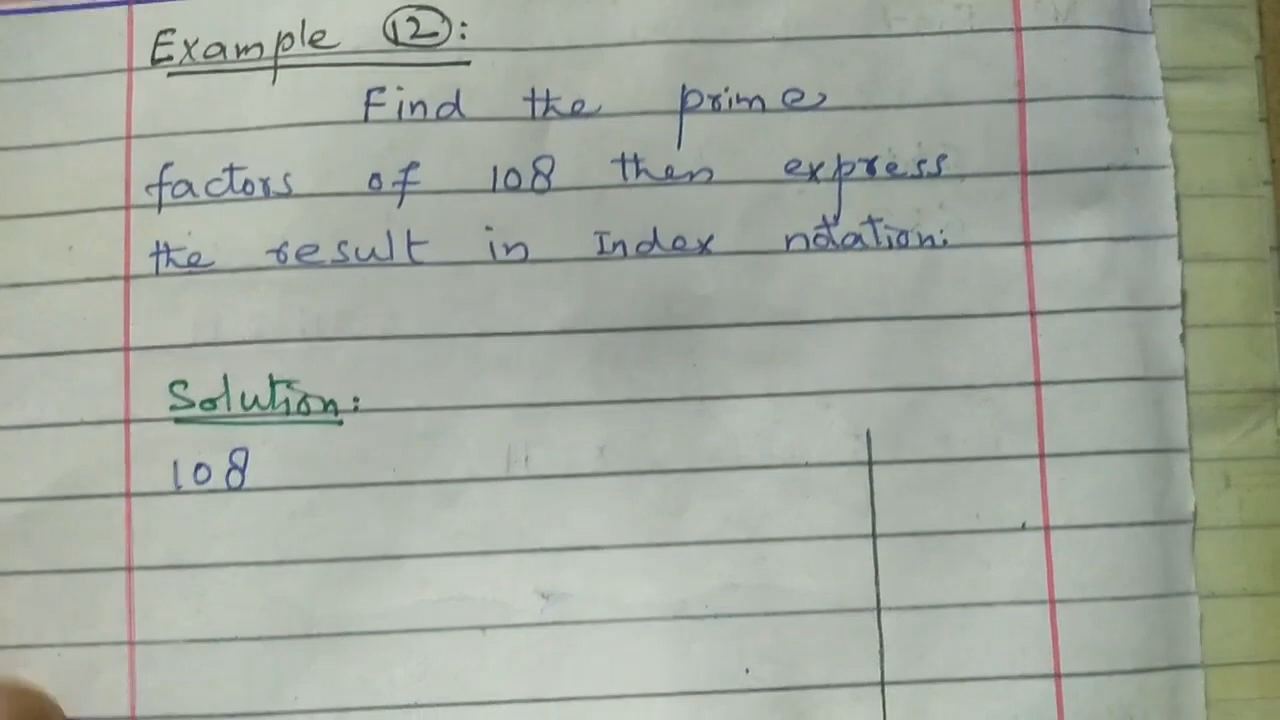 Example 12:
Find the prime
factors of 108 then express
the result in Index notation.
Solution:
108